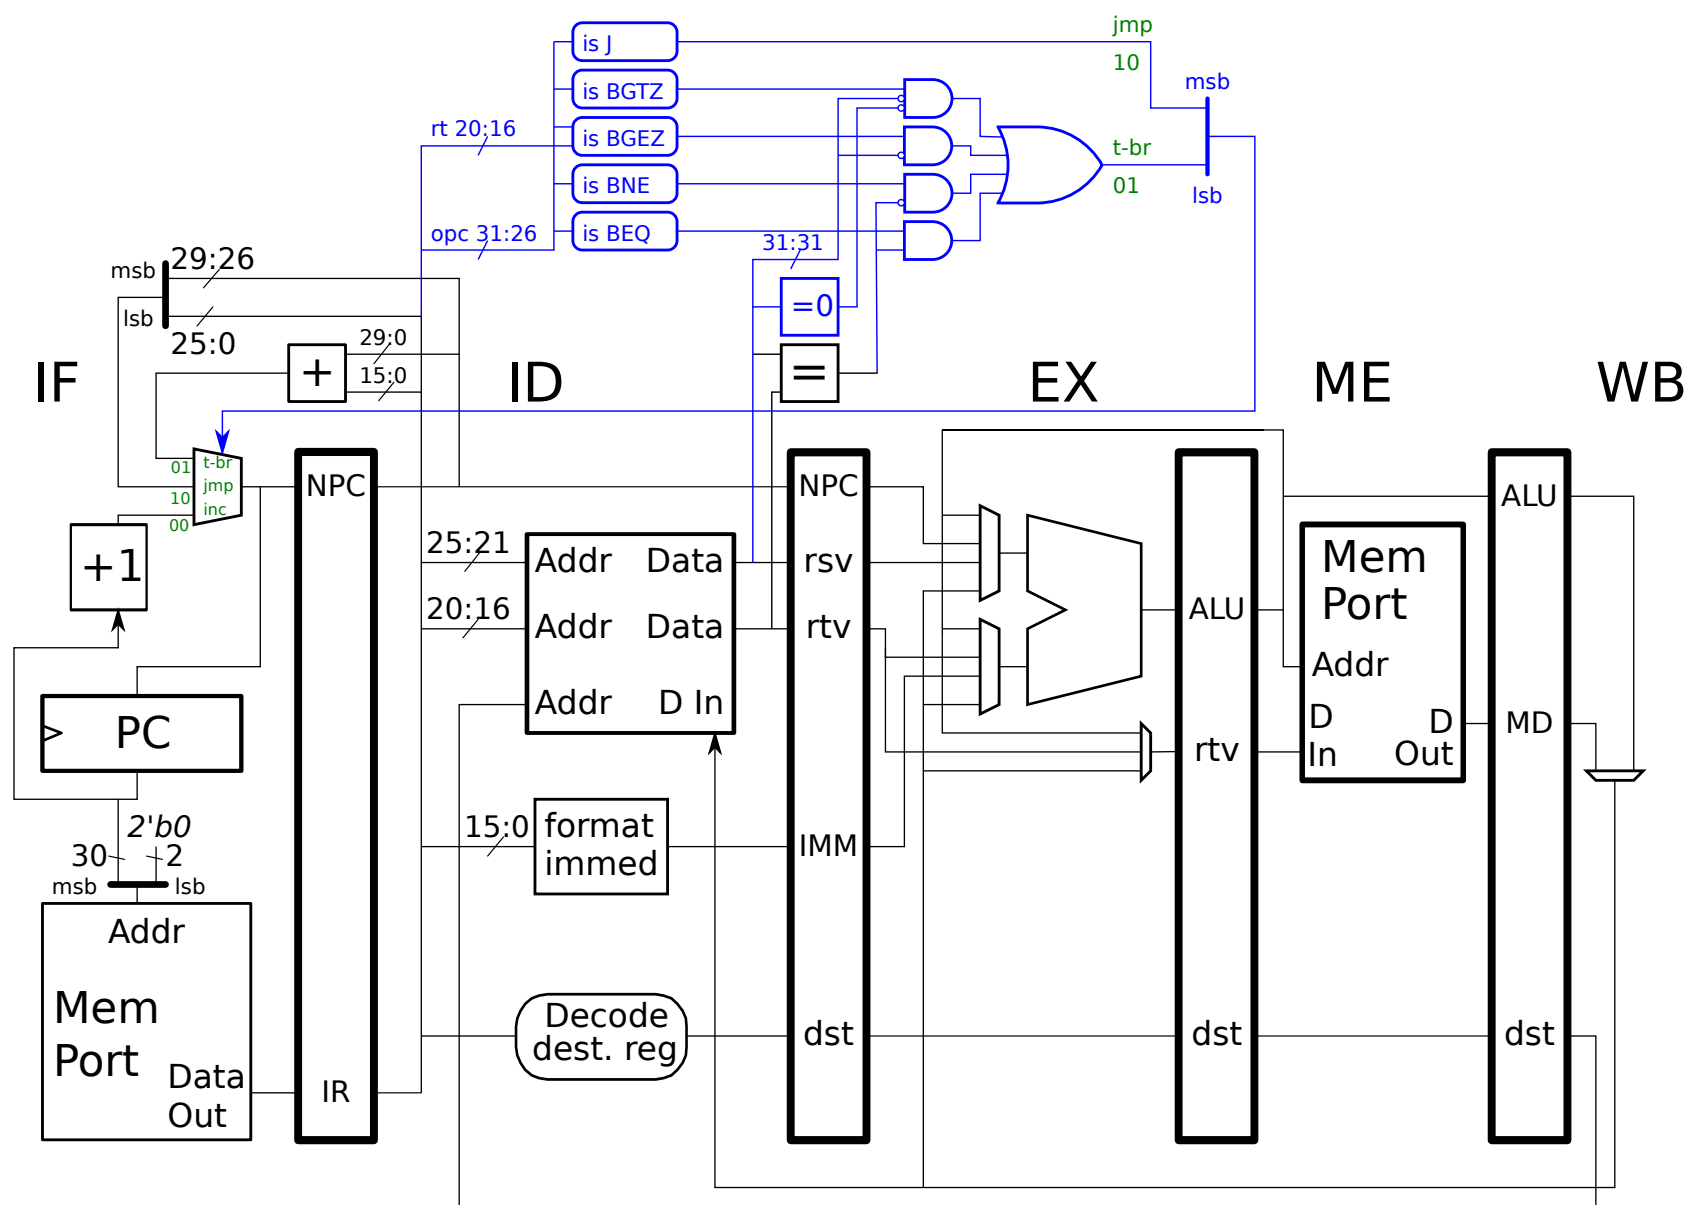 jmp
is J
10
msb
is BGTZ
rt 20:16
is BGEZ
t-br
01
is BNE
lsb
opc 31:26
is BEQ
31:31
29:26
msb
=0
lsb
25:0
29:0
+
15:0
=
IF
ID
EX
ME
WB
01
t-br
jmp
10
inc
00
NPC
NPC
ALU
+1
25:21
Addr
Data
rsv
Mem
Port
20:16
Addr
Data
rtv
ALU
Addr
Addr
D In
PC
D
In
D
Out
MD
rtv
2'b0
30
2
msb
lsb
15:0
format
immed
IMM
Addr
Mem
Port
Data
Out
Decode
dest. reg
dst
dst
dst
IR